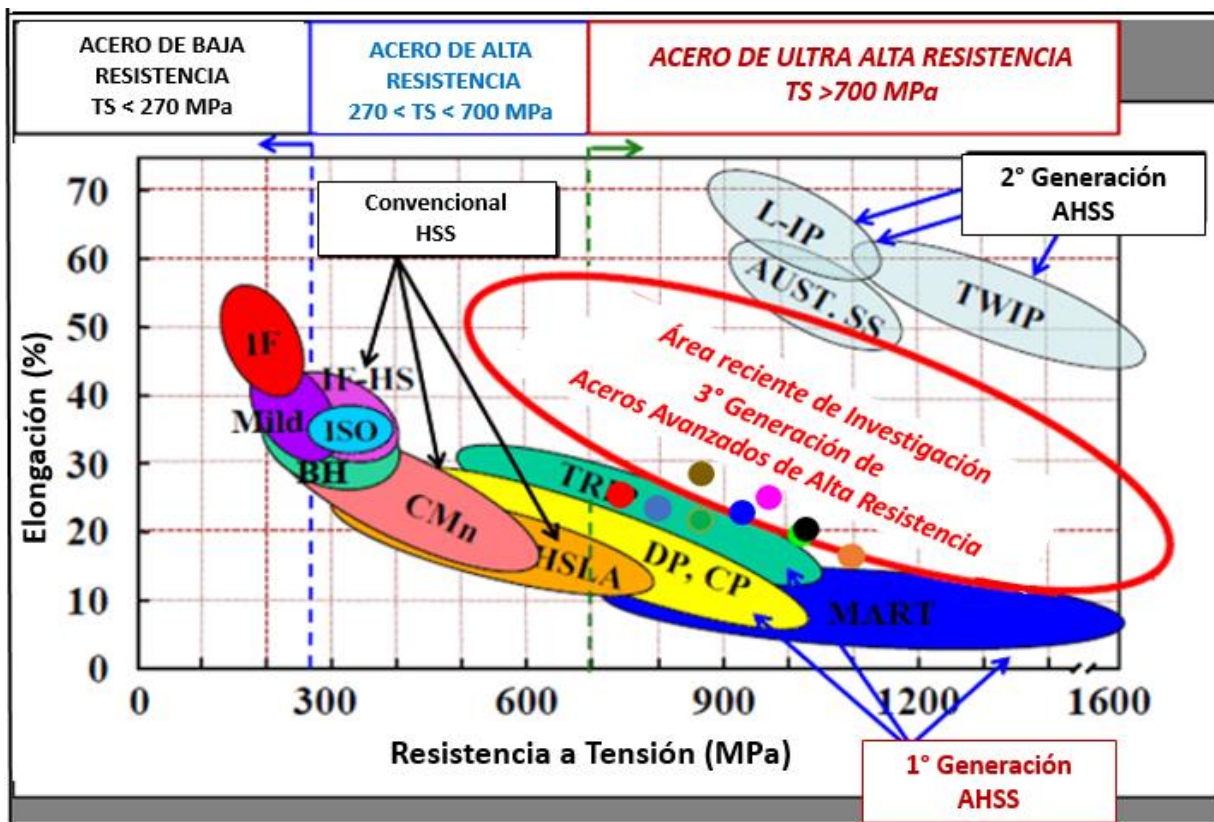 ACERO DE BAJA
RESISTENCIA
TS < 270 MPa
ACERO DE ALTA
RESISTENCIA
270 < TS < 700 MPa
ACERO DE ULTRA ALTA RESISTENCIA
TS >700 MPa
Elongación (%)
70
60
50
40
30
20
10
0
Convencional
HSS
2° Generación
AHSS
L-IP
AUST. SS
TWIP
IF
IF-HS
Mild
ISO
BH
CMn
HSLA
TRIP
DP, CP
MART
Área reciente de Investigación
3° Generación de
Aceros Avanzados de Alta Resistencia
0
300
600
900
1200
1600
Resistencia a Tensión (MPa)
1° Generación
AHSS